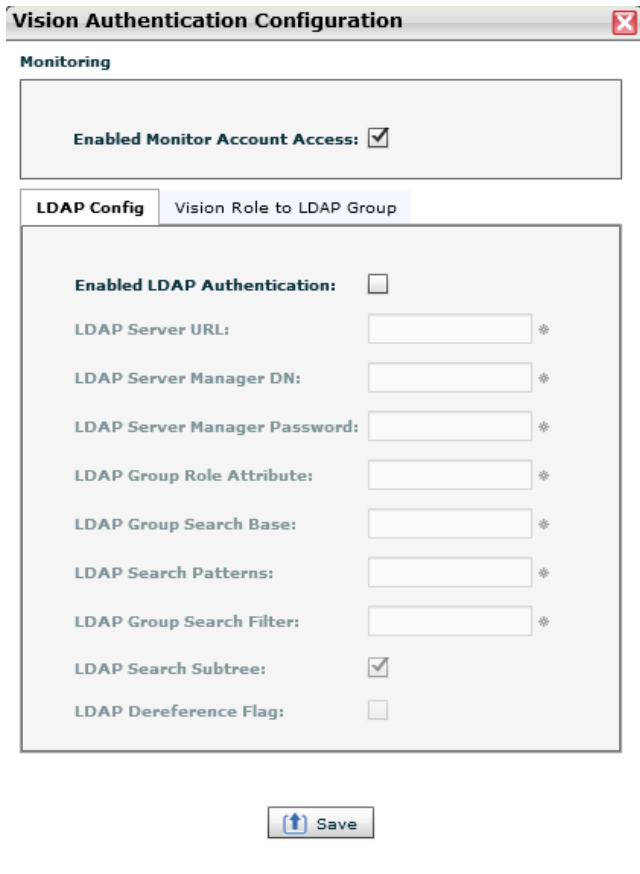 Vision Authentication Configuration
Monitoring
Enabled Monitor Account Access:
LDAP Config Vision Role to LDAP Group
Enabled LDAP Authentication:
LDAP Server URL:
LDAP Server Manager DN:
LDAP Server Manager Password:
LDAP Group Role Attribute:
LDAP Group Search Base:
LDAP Search Patterns:
LDAP Group Search Filter:
LDAP Search Subtree:
LDAP Dereference Flag:
Save